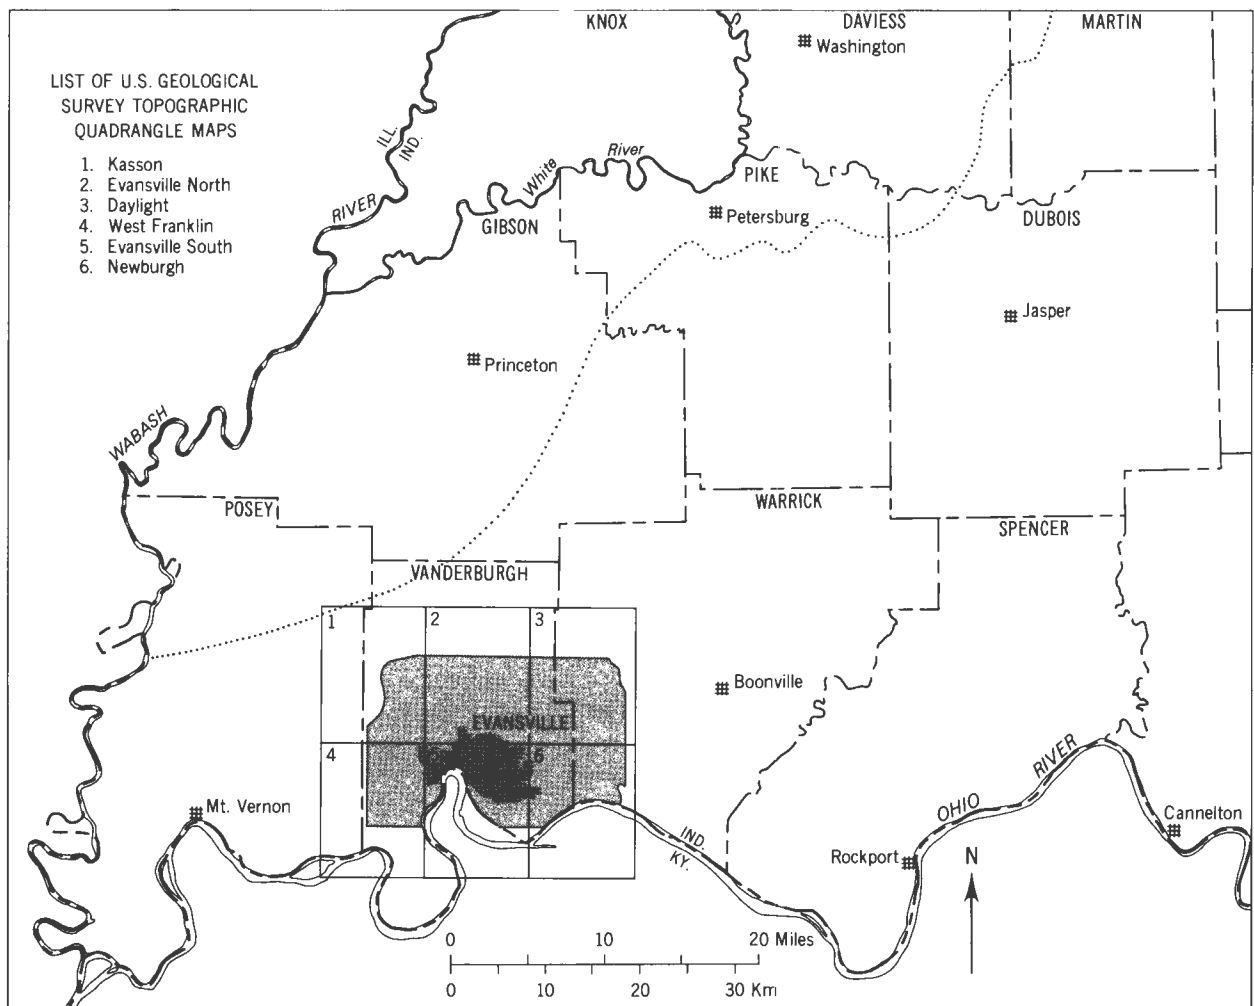 KNOX
DAVIESS
MARTIN
Washington
LIST OF U.S. GEOLOGICAL
SURVEY TOPOGRAPHIC
QUADRANGLE MAPS
1. Kasson
2. Evansville North
3. Daylight
4. West Franklin
5. Evansville South
6. Newburgh
ILL.
IND.
RIVER
White
River
PIKE
GIBSON
Petersburg
DUBOIS
Jasper
Princeton
WABASH
POSEY
WARRICK
SPENCER
VANDERBURGH
1
2
3
Boonville
EVANSVILLE
4
6
RIVER
OHIO
Mt. Vernon
Cannelton
IND.
KY.
Rockport
N
0 10 20 Miles
0 10 20 30 Km